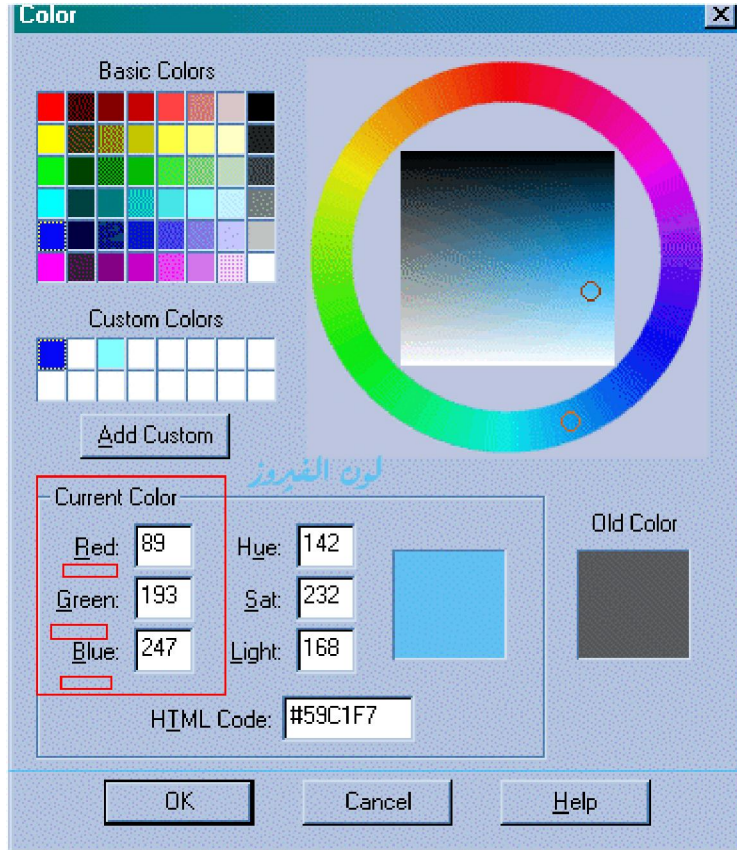 Color
Basic Colors
Custom Colors
Add Custom
لون الفيروز
Current Color
Red: 89
Hue: 142
Green: 193
Sat: 232
Blue: 247
Light: 168
HTML Code: #59C1F7
Old Color
OK
Cancel
Help